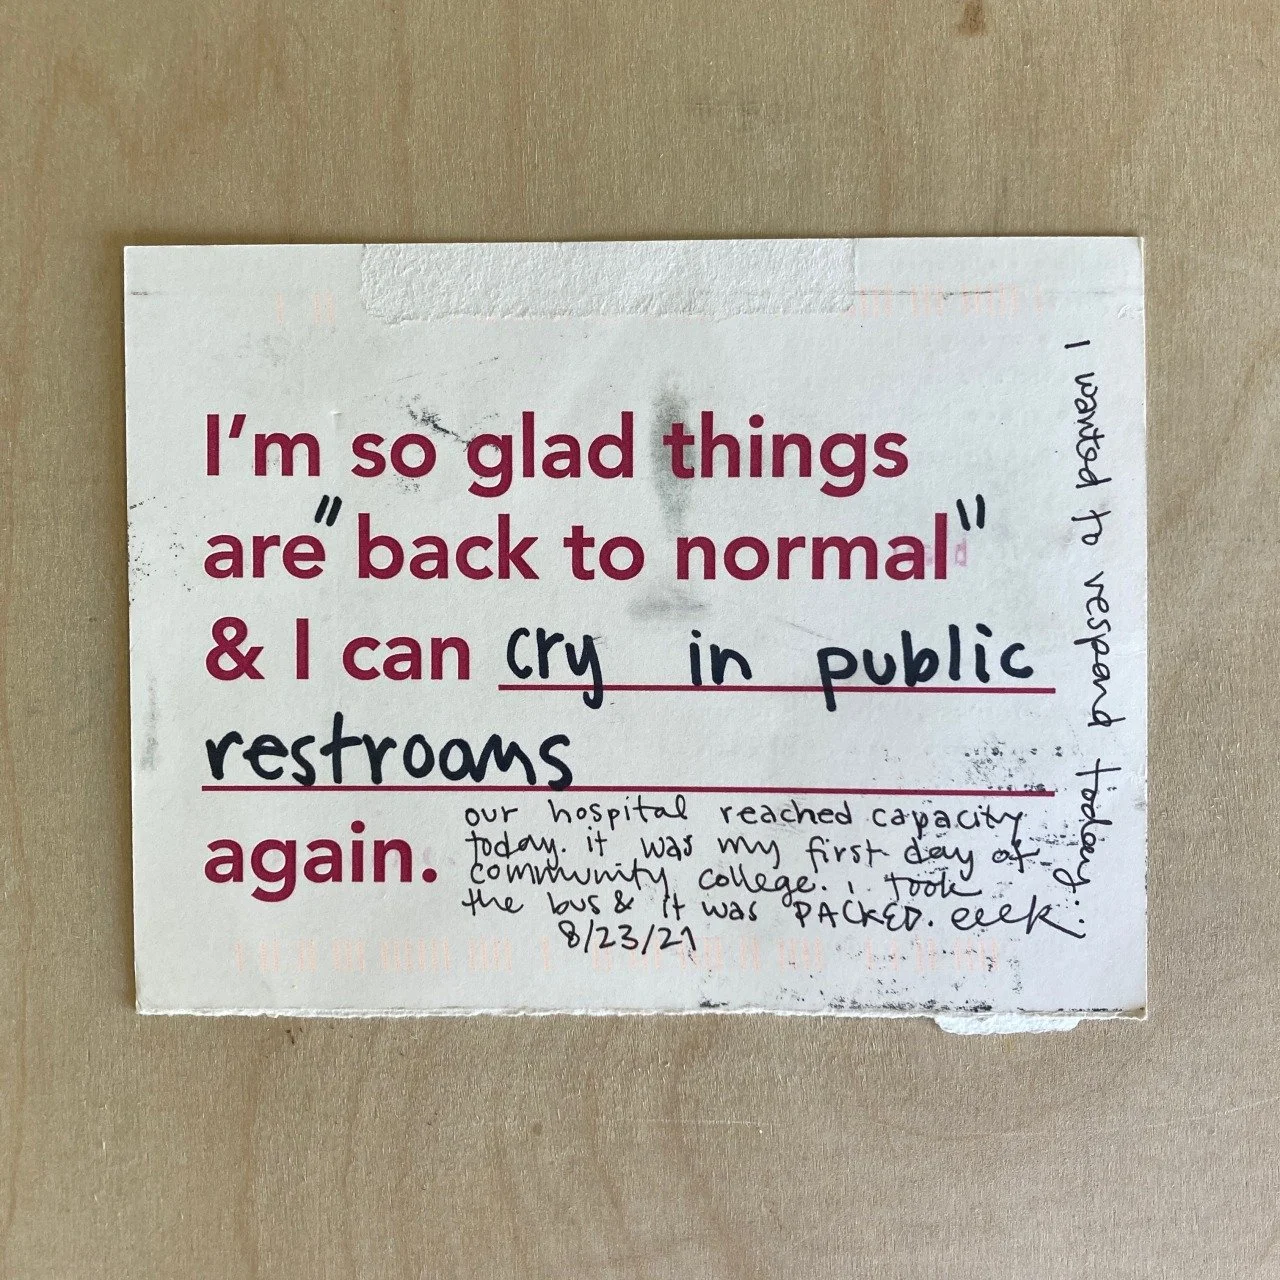 I'm so glad things
are "back to normal"
& I can cry in public
restrooms
again.
our hospital reached capacity
today. it was my first day of
community college. i took
the bus & it was PACKED. eeek
8/23/21
I wanted to respond today: